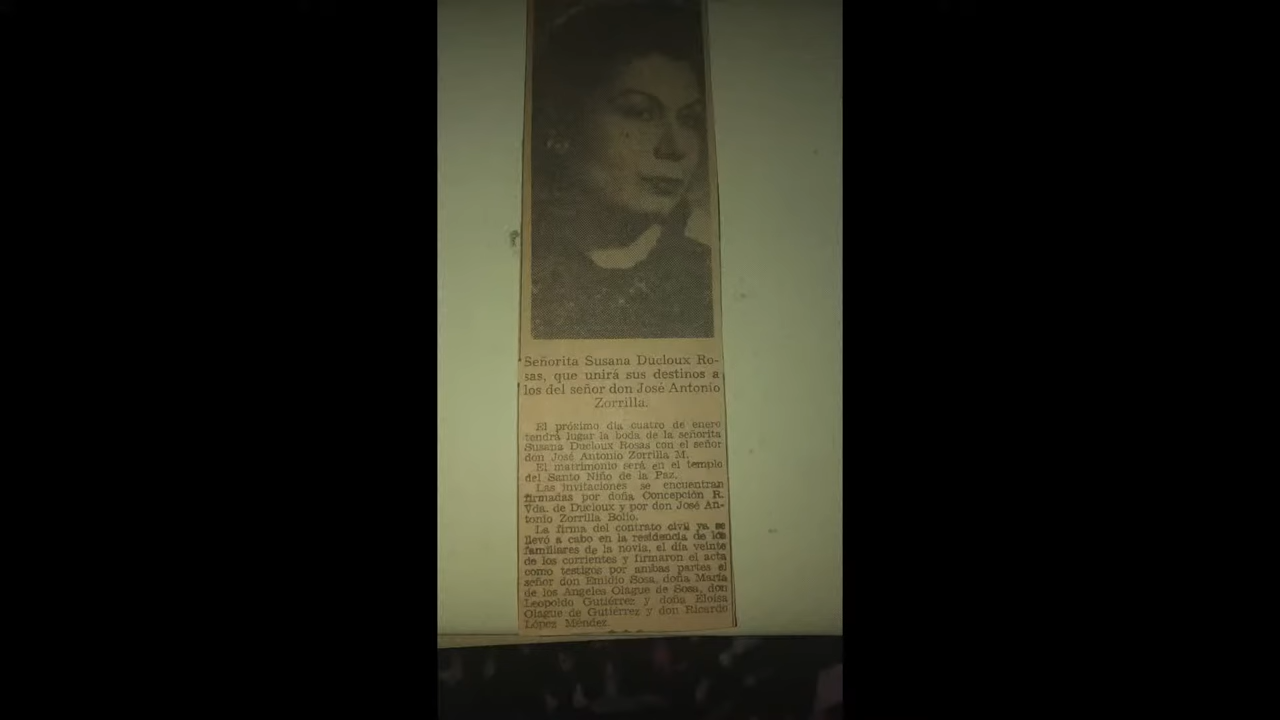 Señorita Susana Ducloux Ro-
sas, que unirá sus destinos a
los del señor don José Antonio
Zorrilla.
El próximo día cuatro de enero
tendrá lugar la boda de la señorita
Susana Ducloux Rosas con el señor
don José Antonio Zorrilla M.
El matrimonio será en el templo
del Santo Niño de la Paz.
Las invitaciones se encuentran
firmadas por doña Concepción R.
Vda. de Ducloux y por don José An-
tonio Zorrilla Bolio.
La firma del contrato civil ya se
llevó a cabo en la residencia de los
familiares de la novia, el día veinte
de los corrientes y firmaron el acta
como testigos por ambas partes el
señor don Emidio Sosa, doña María
de los Angeles Olague de Sosa, don
Leopoldo Gutiérrez y doña Eloísa
Olague de Gutiérrez y don Ricardo
López Méndez.